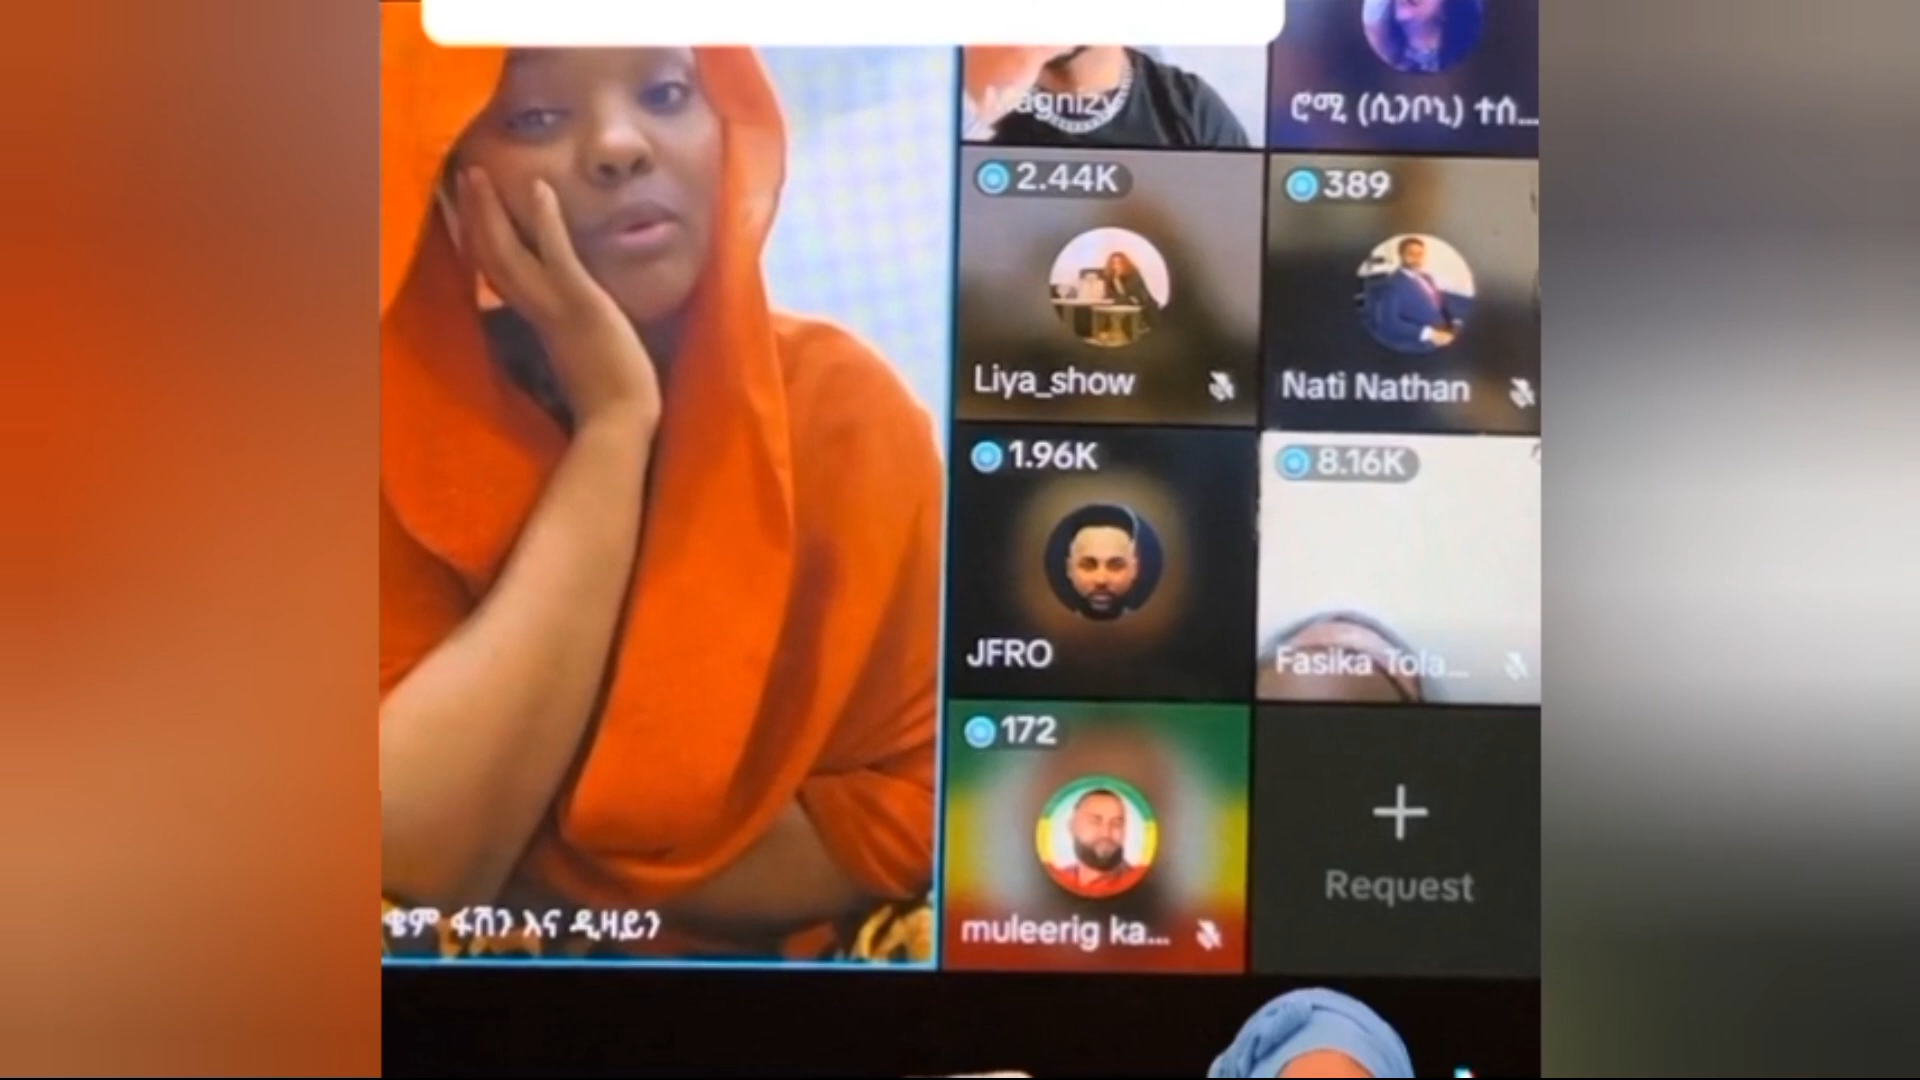 Magnizy
ሮሚ (ሲንቦኒ) ተሰ...
2.44K
389
Liya_show
Nati Nathan
1.96K
8.16K
JFRO
Fasika Tola...
172
Request
muleerig ka...
ቄም ፋሽን እና ዲዛይን